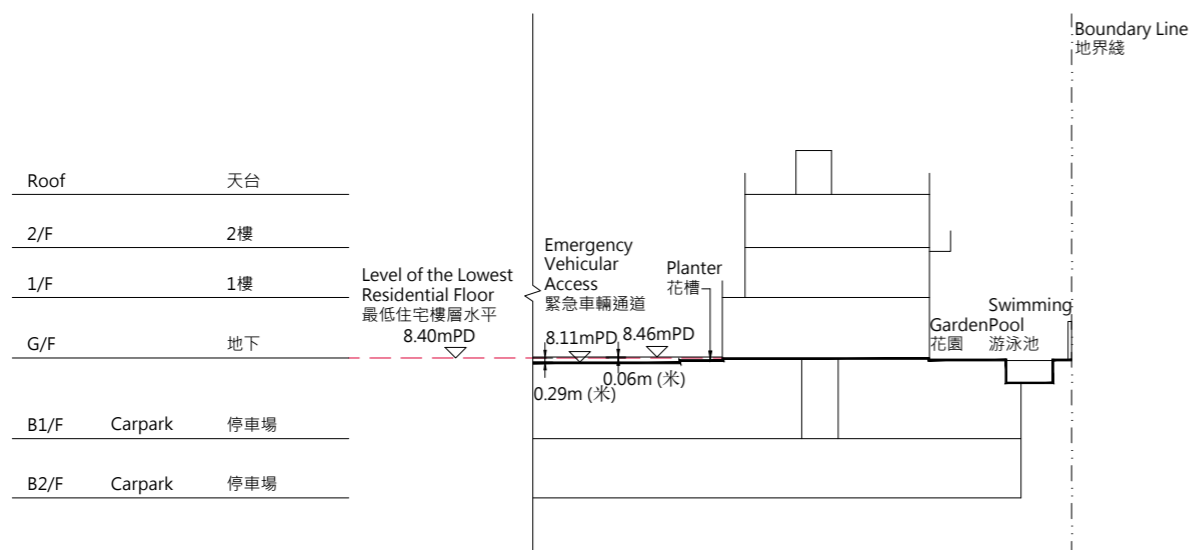 Boundary Line
地界綫
Roof 天台
2/F 2樓
1/F 1樓
G/F 地下
B1/F Carpark 停車場
B2/F Carpark 停車場
Level of the Lowest
Residential Floor
最低住宅樓層水平
8.40mPD
Emergency
Vehicular
Access
緊急車輛通道
8.11mPD
8.46mPD
0.29m (米)
0.06m (米)
Planter
花槽
Garden
花園
Swimming
Pool
游泳池